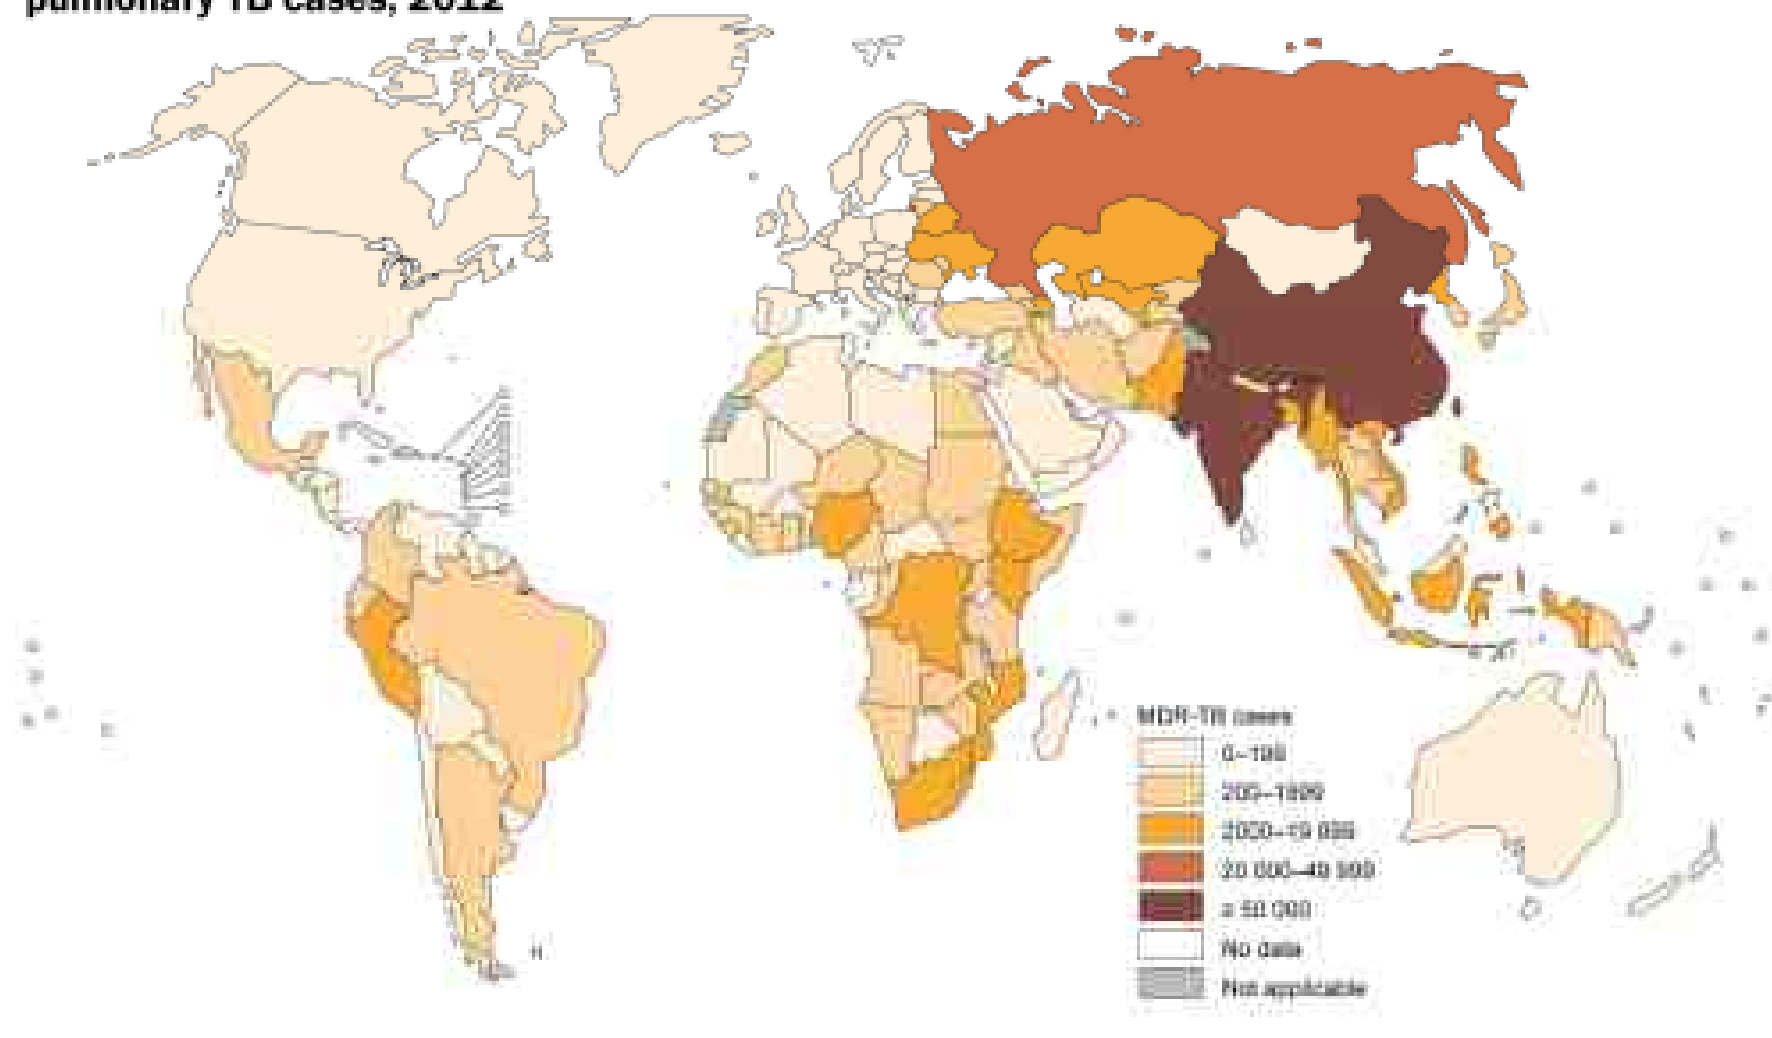 pulmonary TB cases, 2012
MDR-TB cases
0–199
200–1999
2000–19 999
20 000–49 999
≥ 50 000
No data
Not applicable